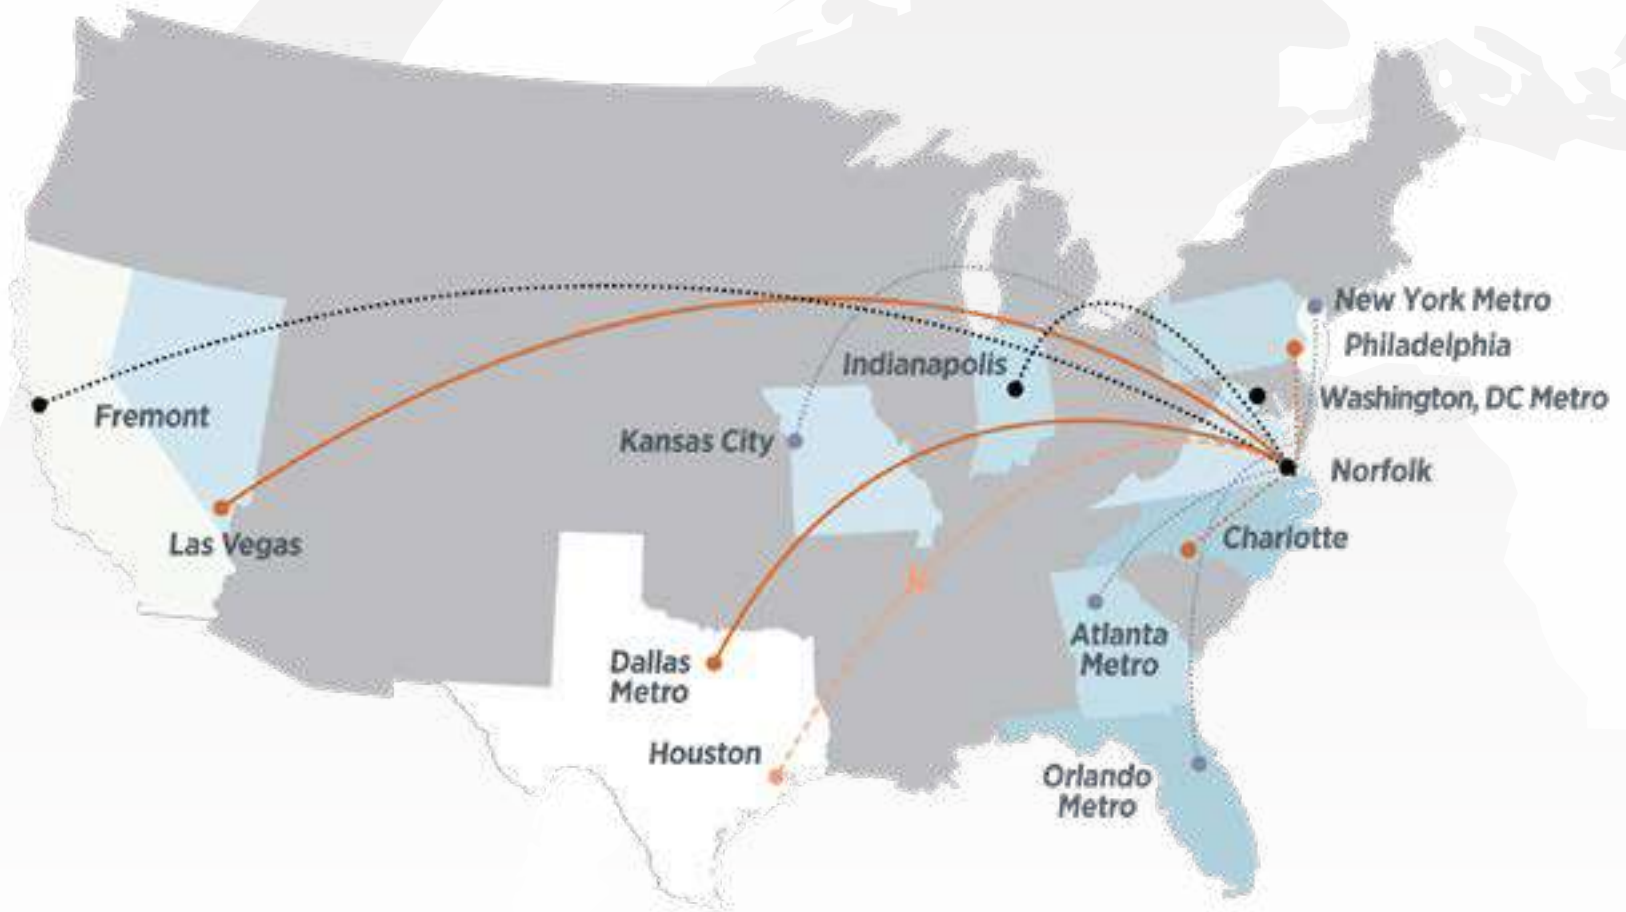 New York Metro
Philadelphia
Indianapolis
Washington, DC Metro
Fremont
Kansas City
Norfolk
Las Vegas
Charlotte
Atlanta
Metro
Dallas
Metro
Houston
Orlando
Metro